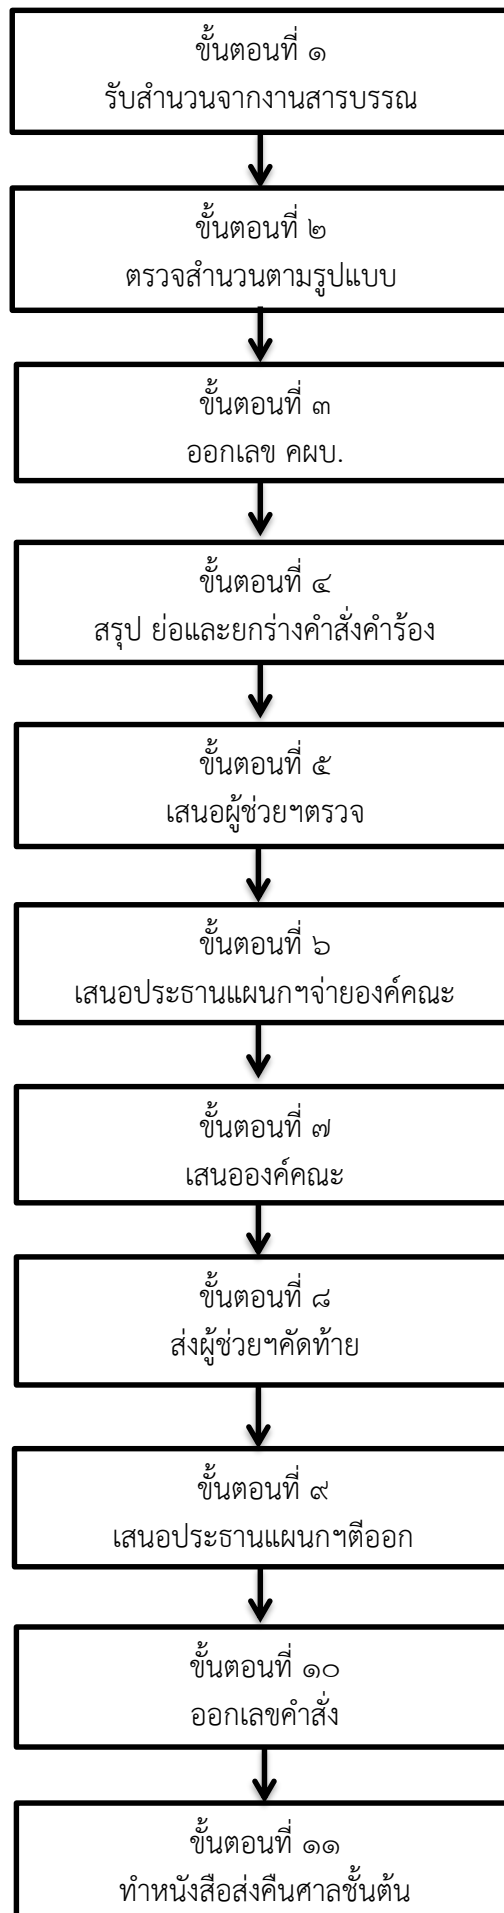 ขั้นตอนที่ ๑
รับสำนวนจากงานสารบรรณ
ขั้นตอนที่ ๒
ตรวจสำนวนตามรูปแบบ
ขั้นตอนที่ ๓
ออกเลข คผบ.
ขั้นตอนที่ ๔
สรุป ย่อและยกร่างคำสั่งคำร้อง
ขั้นตอนที่ ๕
เสนอผู้ช่วยฯตรวจ
ขั้นตอนที่ ๖
เสนอประธานแผนกฯจ่ายองค์คณะ
ขั้นตอนที่ ๗
เสนอองค์คณะ
ขั้นตอนที่ ๘
ส่งผู้ช่วยฯคัดท้าย
ขั้นตอนที่ ๙
เสนอประธานแผนกฯตีออก
ขั้นตอนที่ ๑๐
ออกเลขคำสั่ง
ขั้นตอนที่ ๑๑
ทำหนังสือส่งคืนศาลชั้นต้น